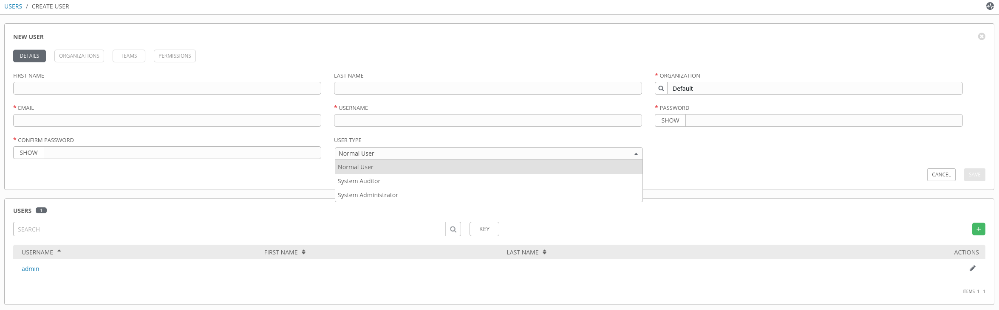 USERS / CREATE USER
NEW USER
DETAILS ORGANIZATIONS TEAMS PERMISSIONS
FIRST NAME LAST NAME * ORGANIZATION
Default
* EMAIL * USERNAME * PASSWORD
SHOW
* CONFIRM PASSWORD USER TYPE
SHOW Normal User
Normal User
CANCEL SAVE
System Auditor
System Administrator
USERS 1
SEARCH KEY +
USERNAME FIRST NAME LAST NAME ACTIONS
admin
ITEMS 1 - 1